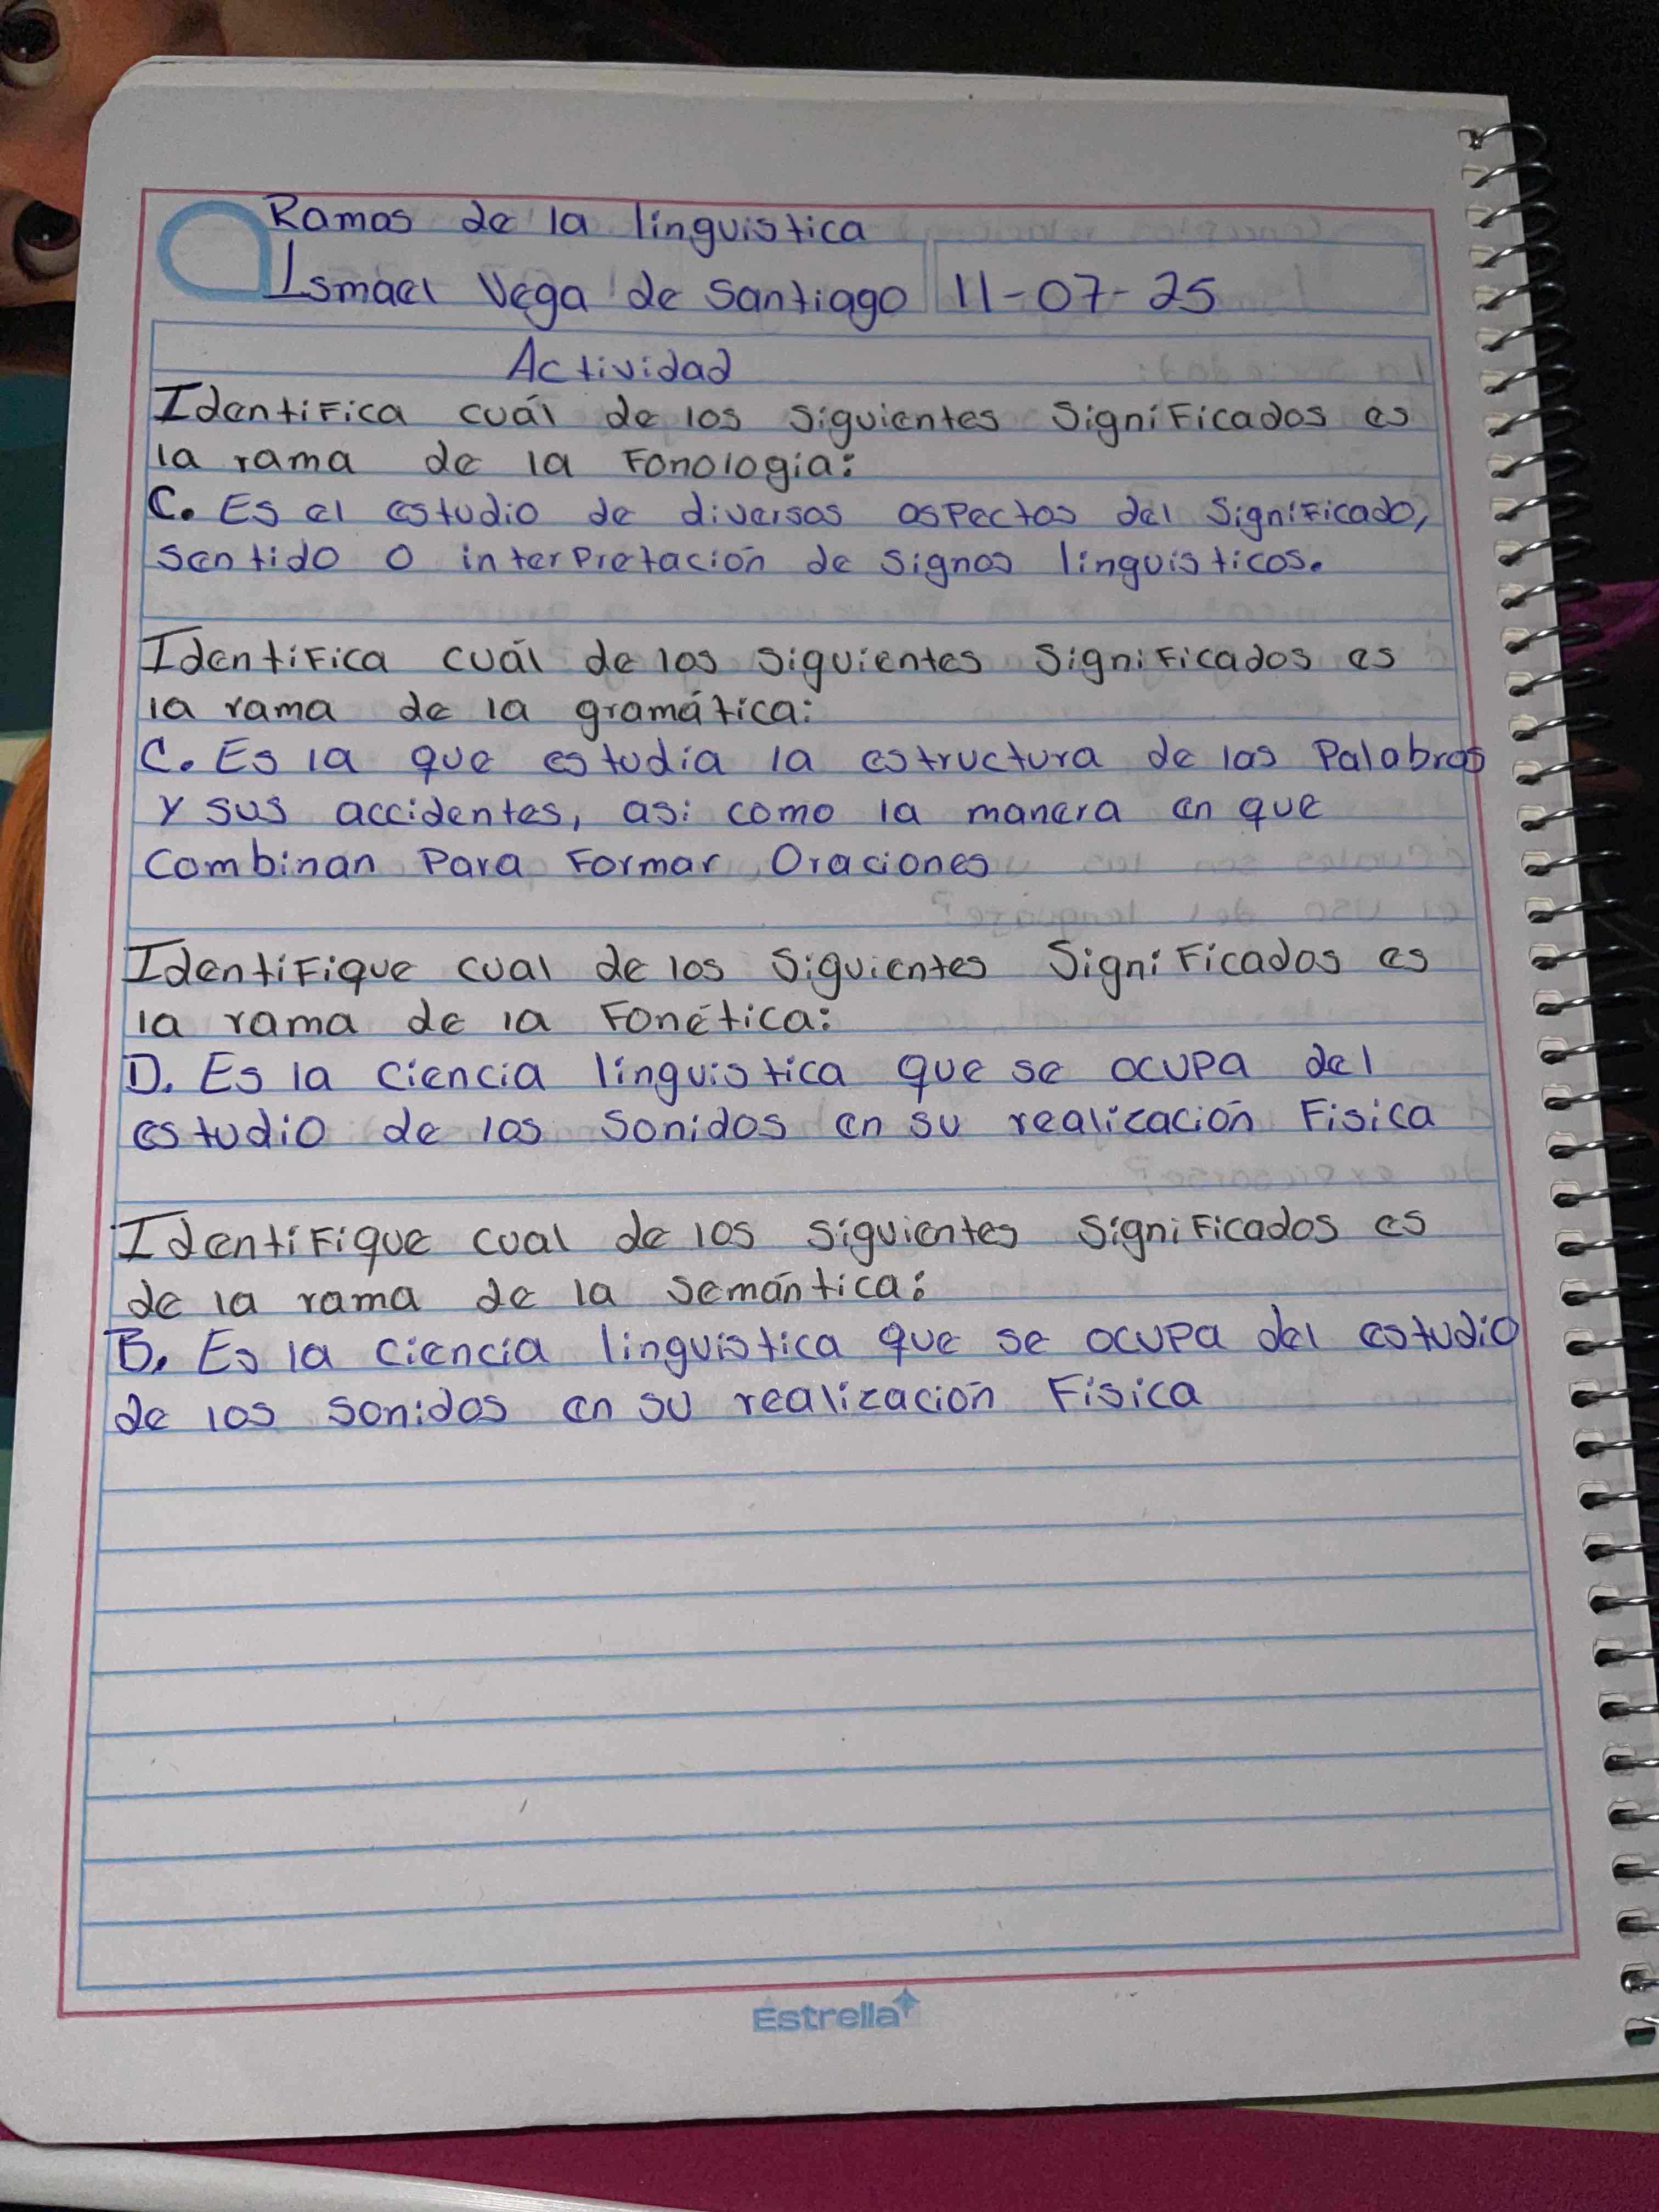 Ramas de la linguistica
Ismael Vega de Santiago 11-07-25
Actividad
Identifica cuál de los siguientes significados es
la rama de la Fonologia:
C. Es el estudio de diversos aspectos del significado,
sentido o interpretación de signos linguisticos.
Identifica cuál de los siguientes significados es
la rama de la gramática:
C. Es la que estudia la estructura de las palabras
y sus accidentes, asi como la manera en que
combinan para formar oraciones
Identifique cual de los siguientes significados es
la rama de la Fonética:
D. Es la ciencia linguistica que se ocupa del
estudio de los sonidos en su realización Fisica
Identifique cual de los siguientes significados es
de la rama de la semántica:
B. Es la ciencia linguistica que se ocupa del estudio
de los sonidos en su realización Fisica
Estrella